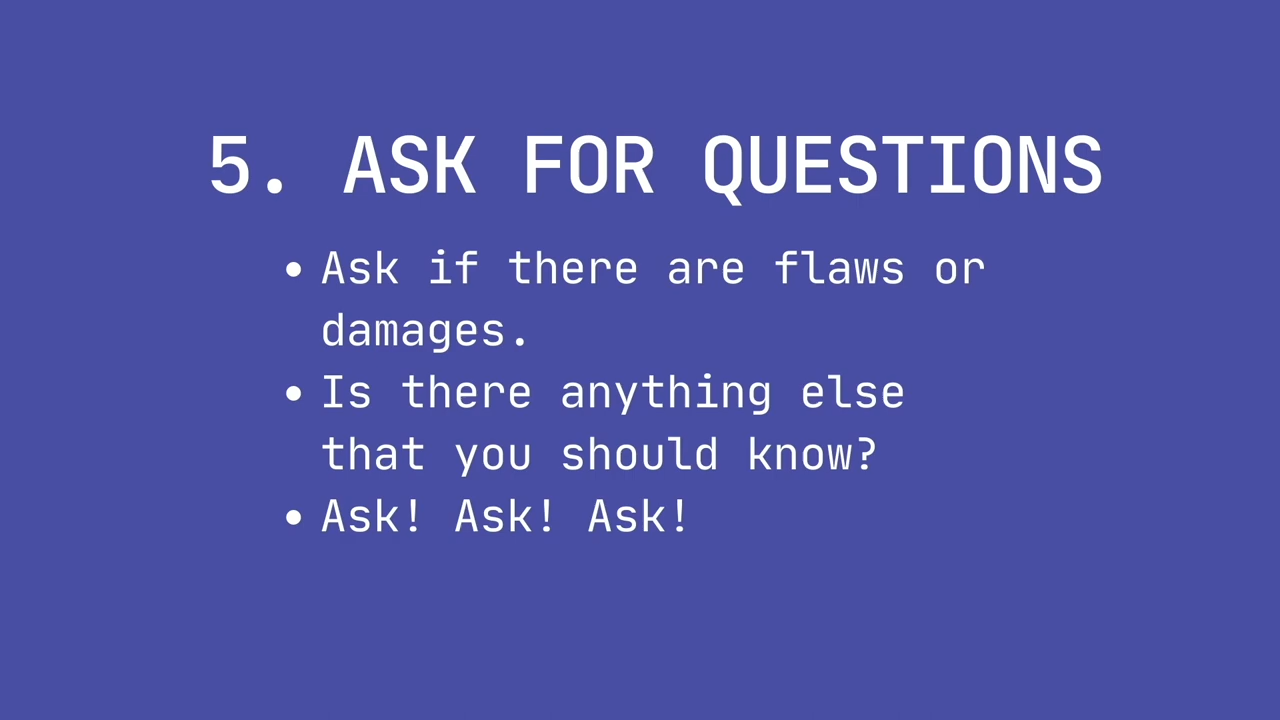 5. ASK FOR QUESTIONS
• Ask if there are flaws or
damages.
• Is there anything else
that you should know?
• Ask! Ask! Ask!